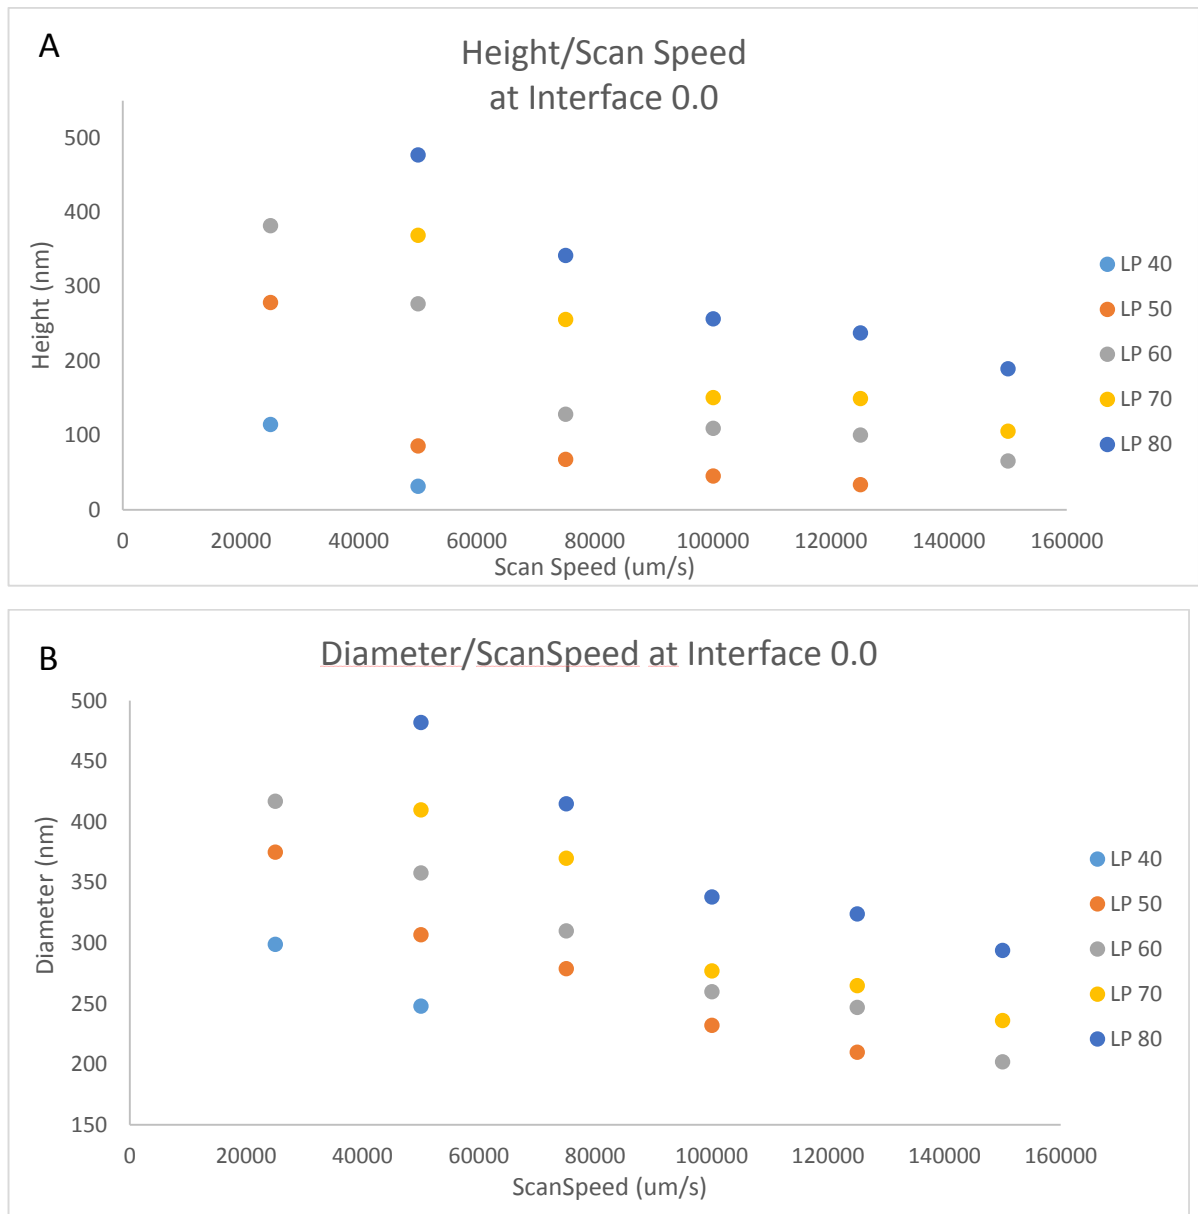 A
Height/Scan Speed
at Interface 0.0
500
400
300
200
100
0
Height (nm)
0 20000 40000 60000 80000 100000 120000 140000 160000
Scan Speed (um/s)
LP 40
LP 50
LP 60
LP 70
LP 80
B
Diameter/ScanSpeed at Interface 0.0
500
450
400
350
300
250
200
150
Diameter (nm)
0 20000 40000 60000 80000 100000 120000 140000 160000
ScanSpeed (um/s)
LP 40
LP 50
LP 60
LP 70
LP 80